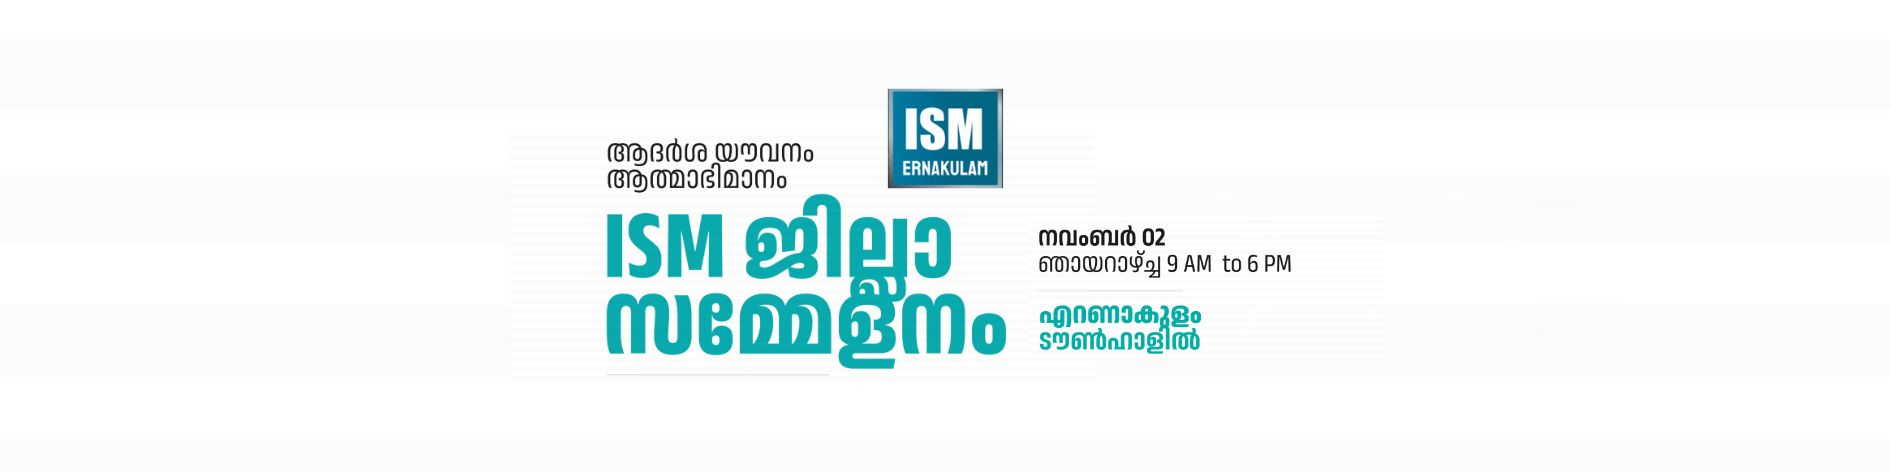 ISM
ERNAKULAM
ആദർശ യൗവനം
ആത്മാഭിമാനം
ISM ജില്ലാ
സമ്മേളനം
നവംബർ 02
ഞായറാഴ്ച്ച 9 AM to 6 PM
എറണാകുളം
ടൗൺഹാളിൽ